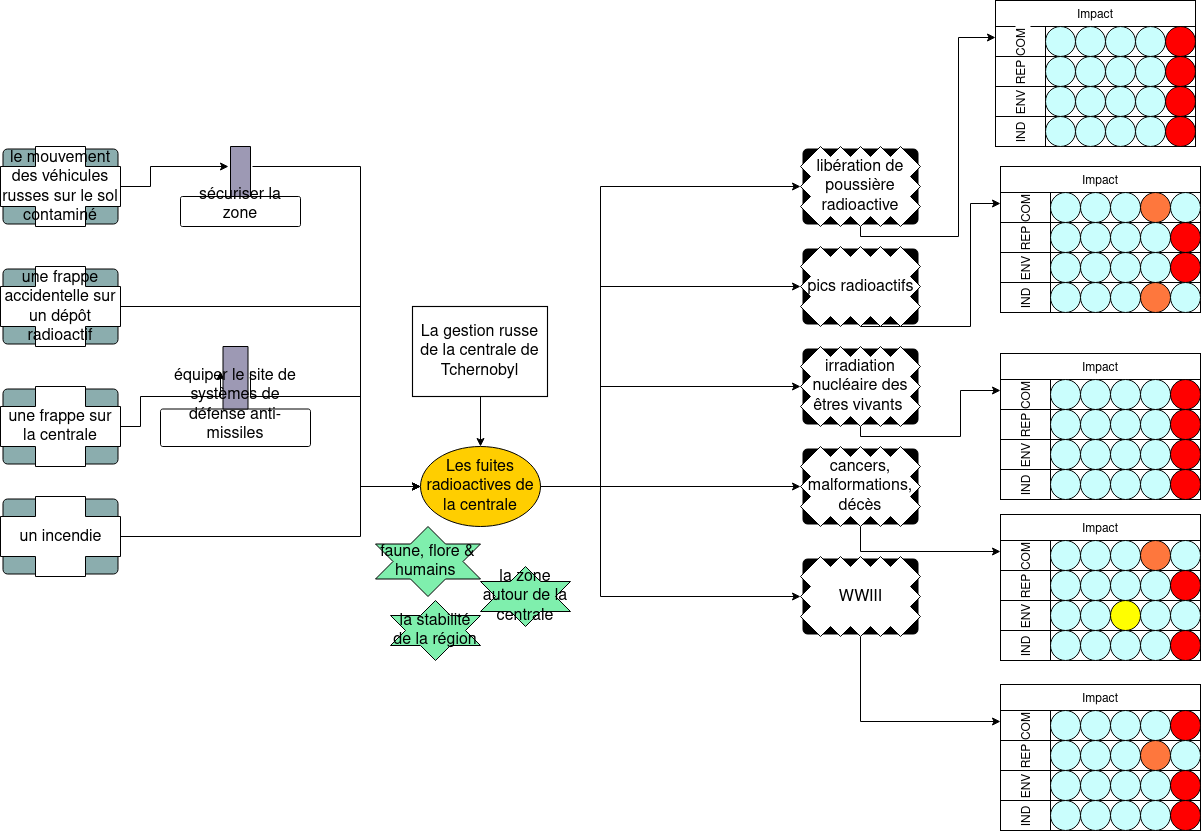 le mouvement
des véhicules
russes sur le sol
contaminé
sécuriser la
zone
une frappe
accidentelle sur
un dépôt
radioactif
équiper le site de
systèmes de
défense anti-
missiles
une frappe sur
la centrale
un incendie
La gestion russe
de la centrale de
Tchernobyl
Les fuites
radioactives de
la centrale
faune, flore &
humains
la zone
autour de la
centrale
la stabilité
de la région
libération de
poussière
radioactive
pics radioactifs
irradiation
nucléaire des
êtres vivants
cancers,
malformations,
décès
WWIII
Impact
COM
REP
ENV
IND
Impact
COM
REP
ENV
IND
Impact
COM
REP
ENV
IND
Impact
COM
REP
ENV
IND
Impact
COM
REP
ENV
IND